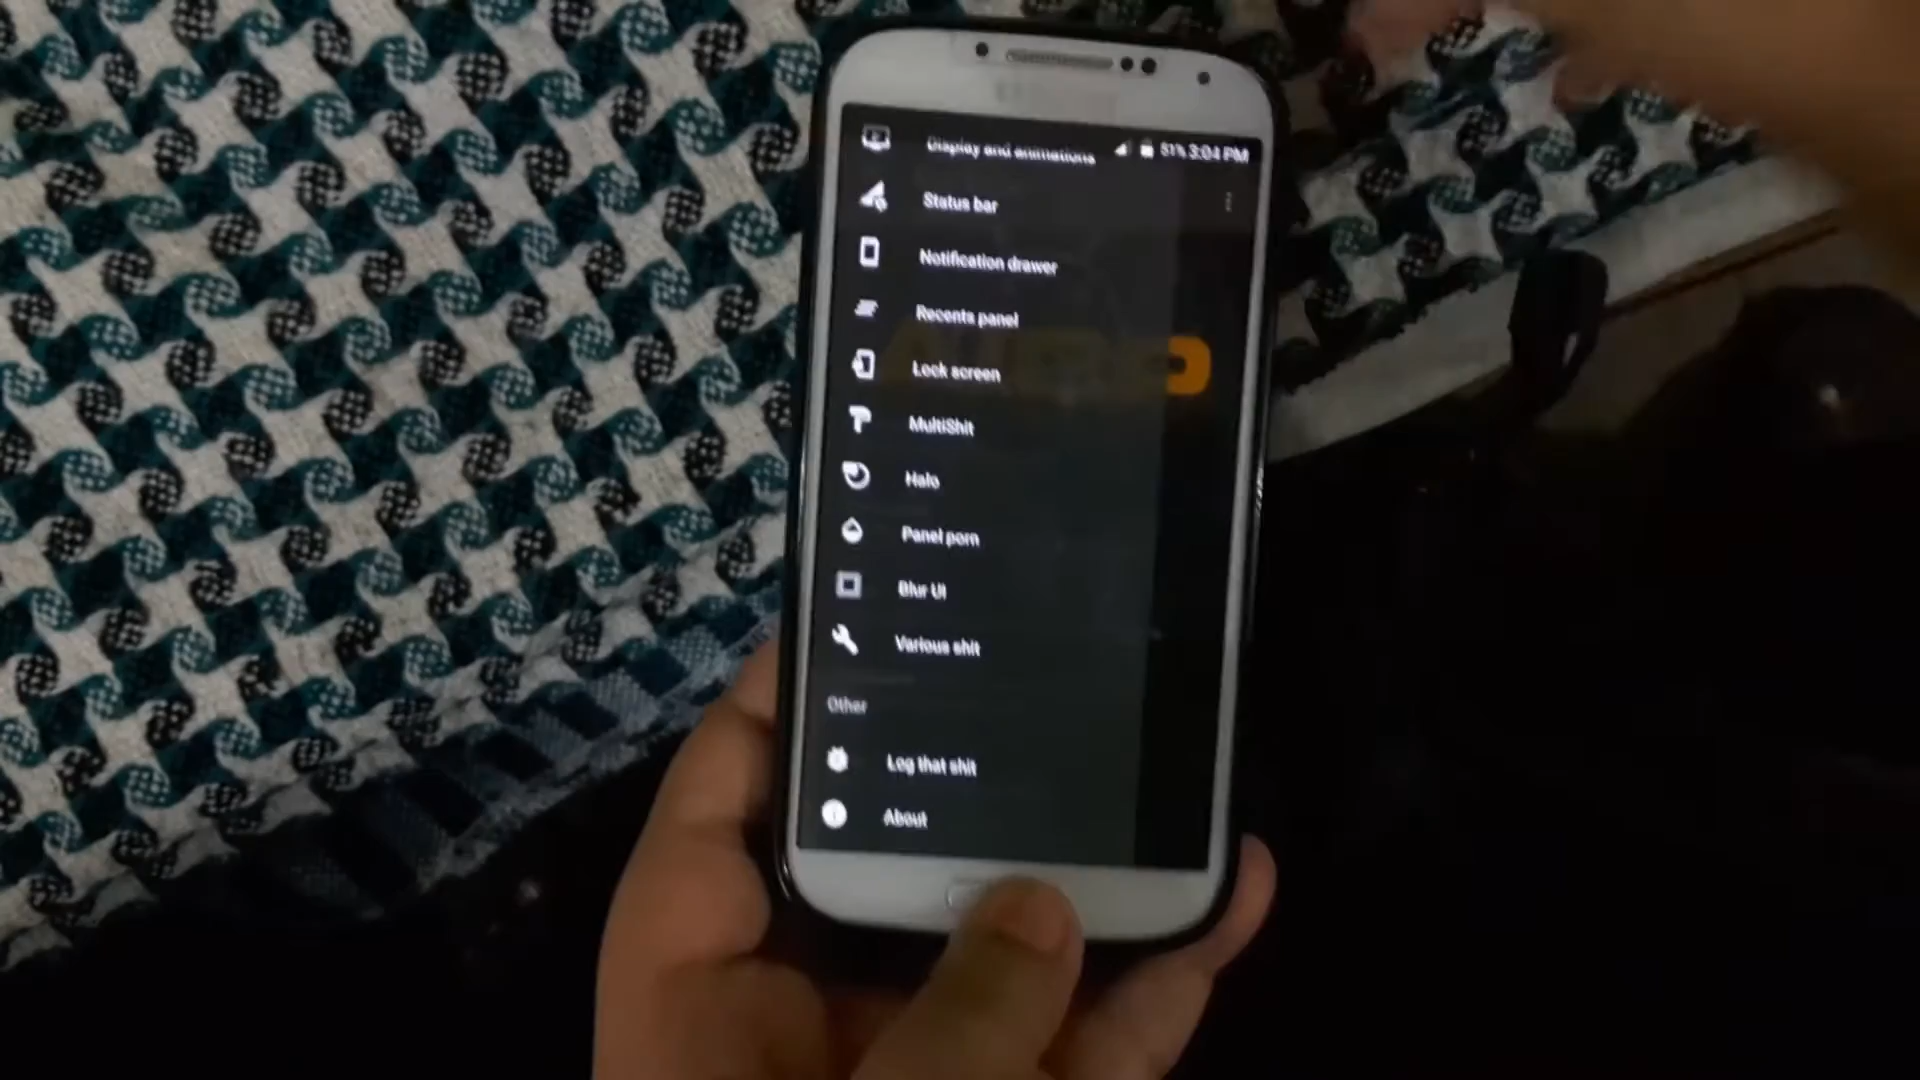 Display and animations
51% 3:04 PM
Status bar
Notification drawer
Recents panel
Lock screen
MultiShit
Halo
Panel porn
Blur UI
Various shit
Other
Log that shit
About